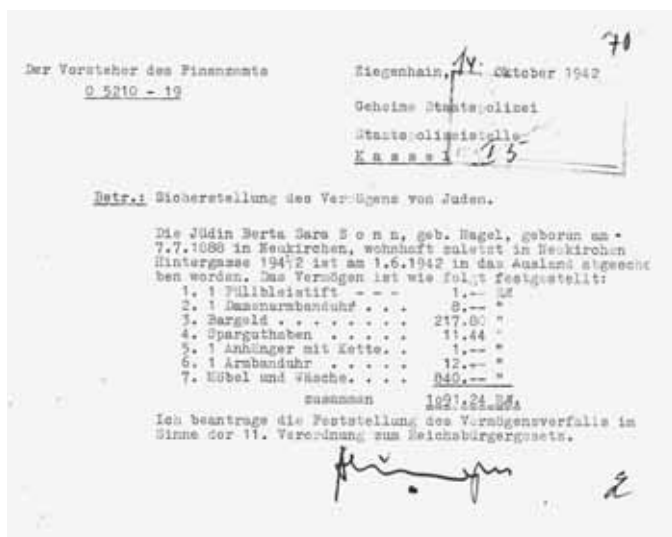 70
Der Vorsteher des Finanzamts
O 5210 - 19
Ziegenhain, 14. Oktober 1942
Geheime Staatspolizei
Staatspolizeistelle
K a s s e l
I 5
Betr.: Sicherstellung des Vermögens von Juden.
Die Jüdin Berta Sara S o n n, geb. Nagel, geboren am
7.7.1888 in Neukirchen, wohnhaft zuletzt in Neukirchen
Hintergasse ist am 1.6.1942 in das Ausland abgescho
ben worden. Das Vermögen ist wie folgt festgestellt:
1. 1 Füllbleistift - - - 1.-- RM
2. 1 Damenarmbanduhr . . . 8.-- "
3. Bargeld . . . . . . . . 217.80 "
4. Sparguthaben . . . . . 11.44 "
5. 1 Anhänger mit Kette. . 1.-- "
6. 1 Armbanduhr . . . . . 12.-- "
7. Möbel und Wäsche. . . . 840.-- "
zusammen 1091.24 RM.
Ich beantrage die Feststellung des Vermögensverfalls im
Sinne der 11. Verordnung zum Reichsbürgergesetz.